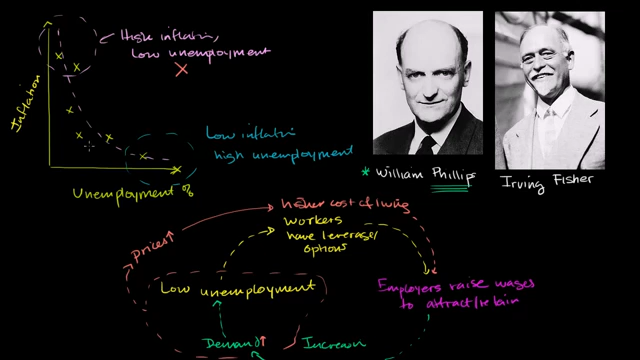 High inflation,
low unemployment
Inflation
Low inflation
high unemployment
Unemployment %
* William Phillips
Irving Fisher
higher cost of living
workers
have leverage/
options
Prices↑
Low unemployment
Employers raise wages
to attract/retain
Demand↑
Increase